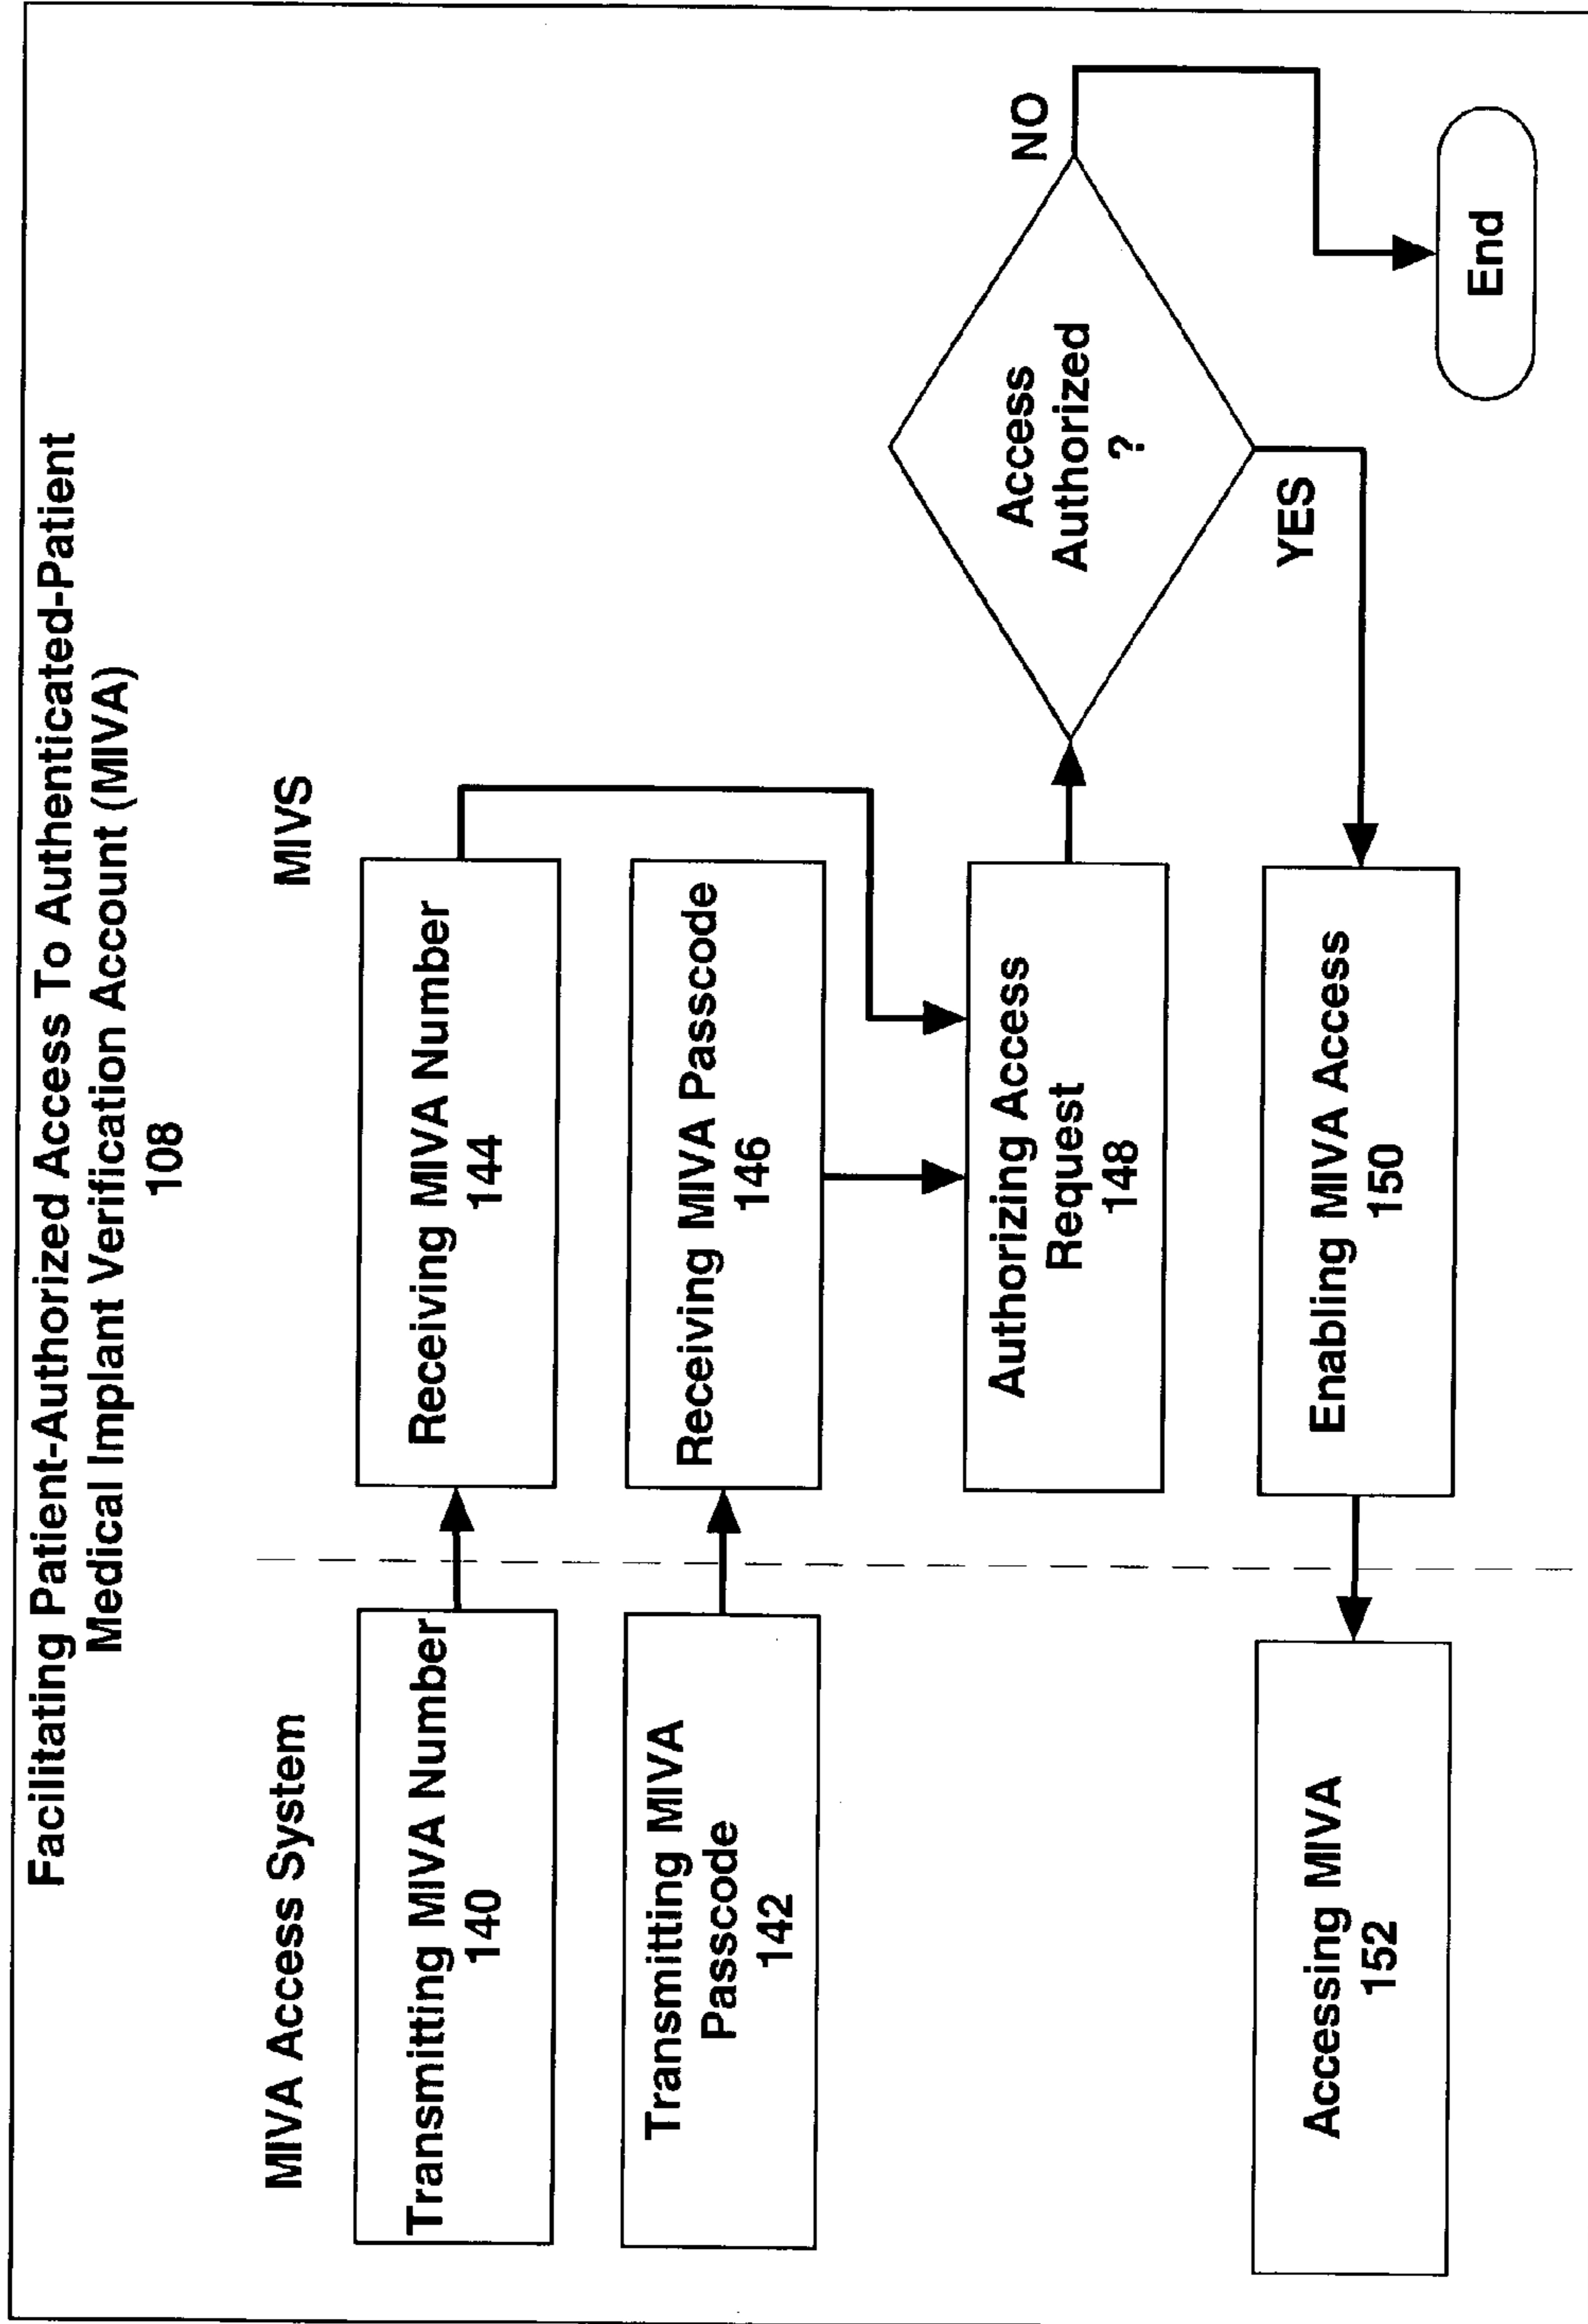 Facilitating Patient-Authorized Access To Authenticated-Patient
Medical Implant Verification Account (MIVA)
108
MIVA Access System
MIVS
Transmitting MIVA Number
140
Receiving MIVA Number
144
Transmitting MIVA
Passcode
142
Receiving MIVA Passcode
146
Authorizing Access
Request
148
Access
Authorized
?
NO
YES
End
Enabling MIVA Access
150
Accessing MIVA
152